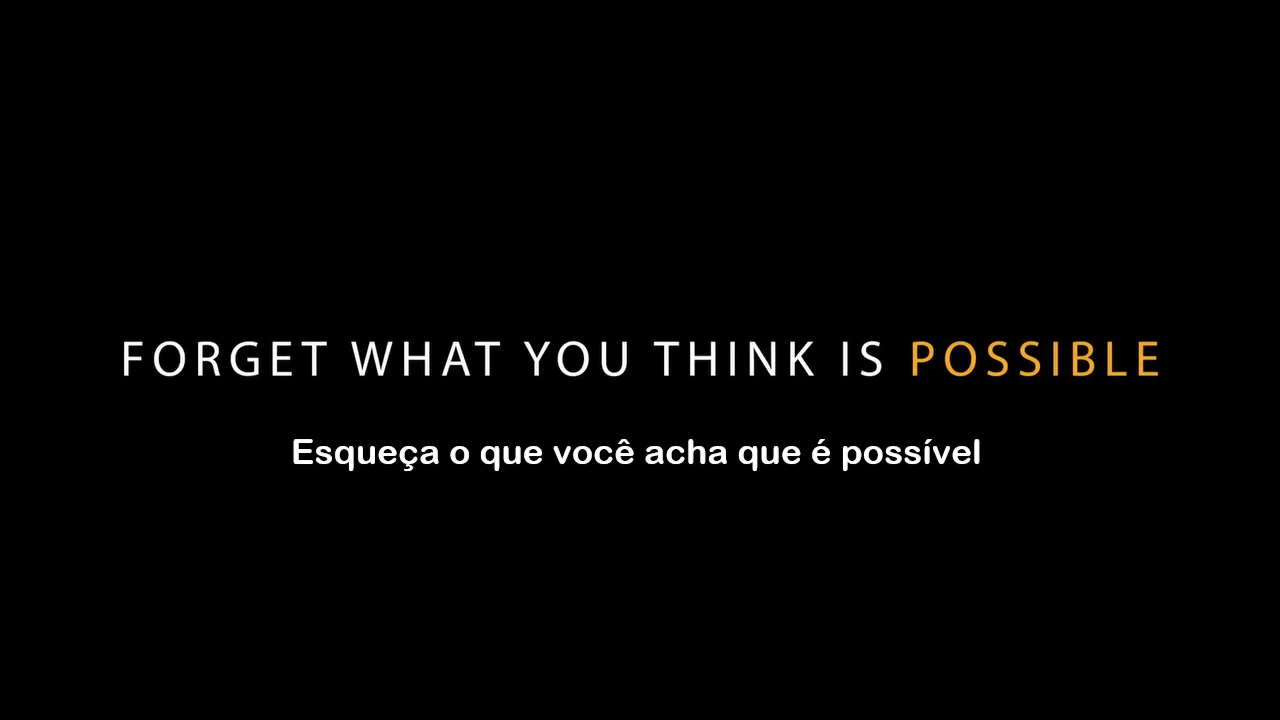 FORGET WHAT YOU THINK IS POSSIBLE
Esqueça o que você acha que é possível